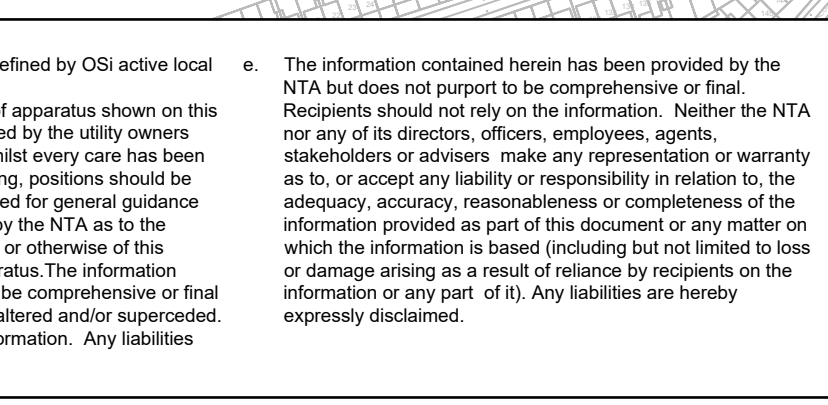 efined by OSi active local
f apparatus shown on this
ed by the utility owners
hilst every care has been
ng, positions should be
ed for general guidance
by the NTA as to the
or otherwise of this
ratus.The information
be comprehensive or final
altered and/or superceded.
ormation.  Any liabilities
e. The information contained herein has been provided by the
NTA but does not purport to be comprehensive or final.
Recipients should not rely on the information.  Neither the NTA
nor any of its directors, officers, employees, agents,
stakeholders or advisers  make any representation or warranty
as to, or accept any liability or responsibility in relation to, the
adequacy, accuracy, reasonableness or completeness of the
information provided as part of this document or any matter on
which the information is based (including but not limited to loss
or damage arising as a result of reliance by recipients on the
information or any part  of it). Any liabilities are hereby
expressly disclaimed.